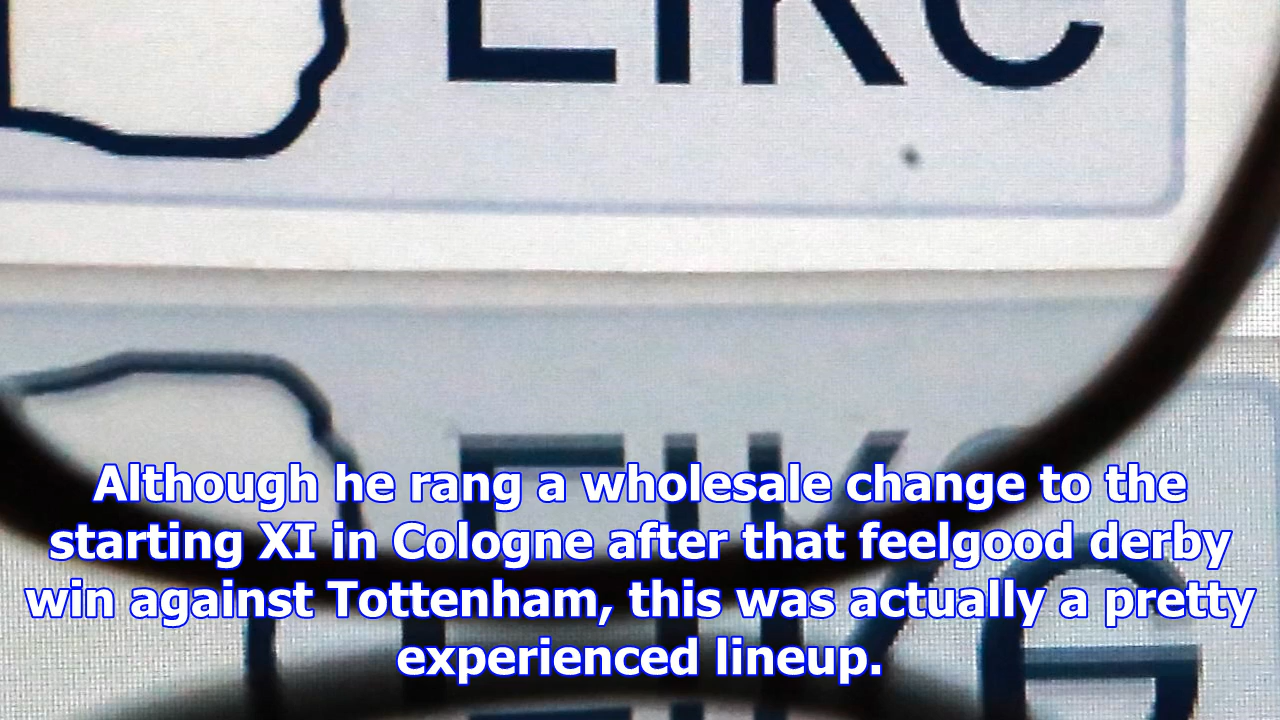 Although he rang a wholesale change to the
starting XI in Cologne after that feelgood derby
win against Tottenham, this was actually a pretty
experienced lineup.